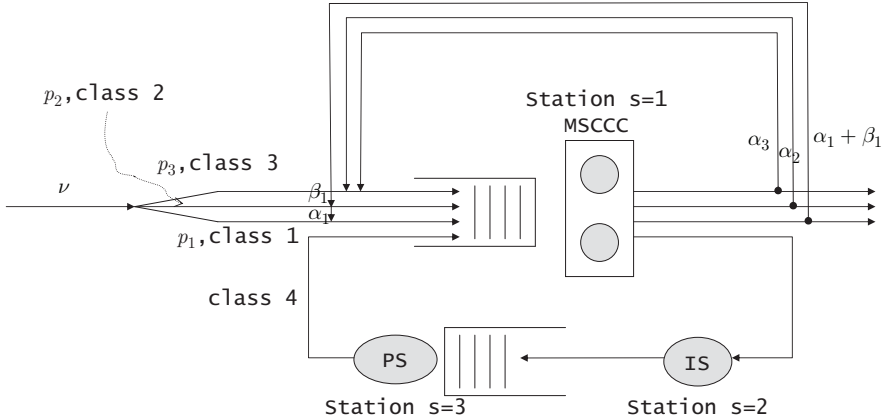 p₂,class 2
Station s=1
MSCCC
α₃
α₂
α₁ + β₁
p₃,class 3
ν
β₁
α₁
p₁,class 1
class 4
PS
IS
Station s=3
Station s=2